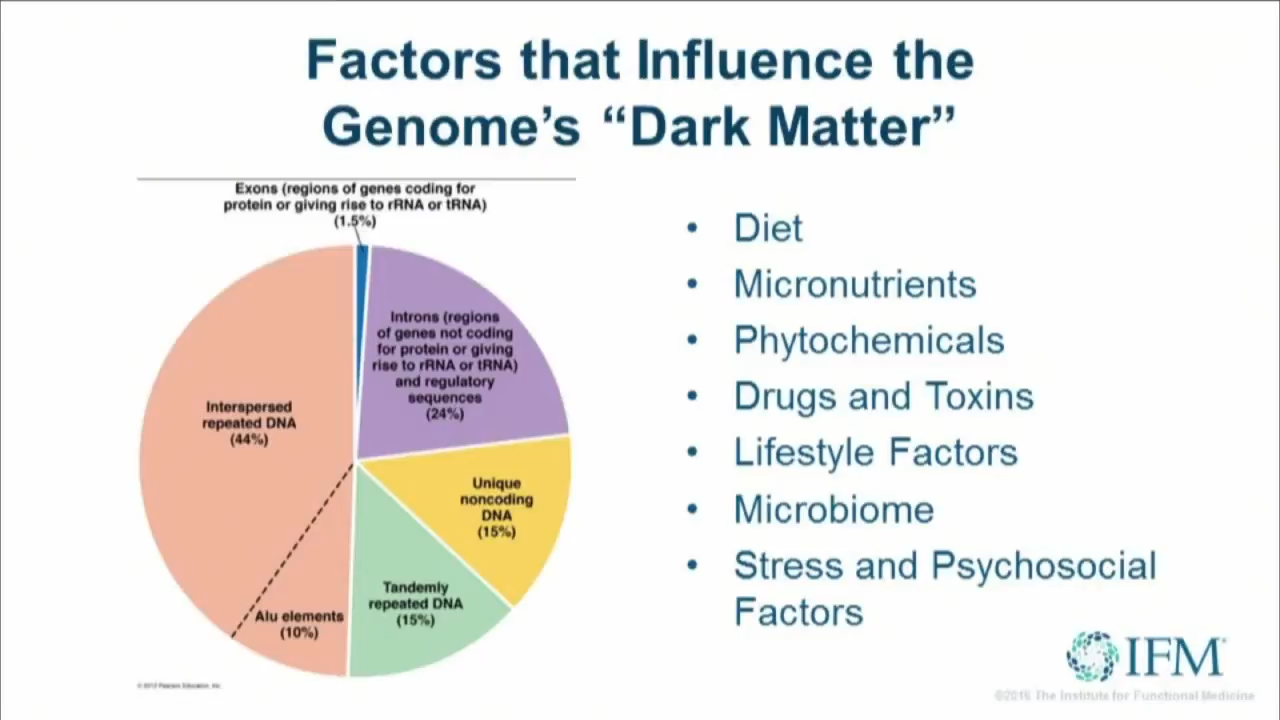 Factors that Influence the
Genome's “Dark Matter”
Exons (regions of genes coding for
protein or giving rise to rRNA or tRNA)
(1.5%)
Introns (regions
of genes not coding
for protein or giving
rise to rRNA or tRNA)
and regulatory
sequences
(24%)
Interspersed
repeated DNA
(44%)
Unique
noncoding
DNA
(15%)
Tandemly
repeated DNA
(15%)
Alu elements
(10%)
© 2012 Pearson Education, Inc.
• Diet
• Micronutrients
• Phytochemicals
• Drugs and Toxins
• Lifestyle Factors
• Microbiome
• Stress and Psychosocial
Factors
IFM
©2016 The Institute for Functional Medicine